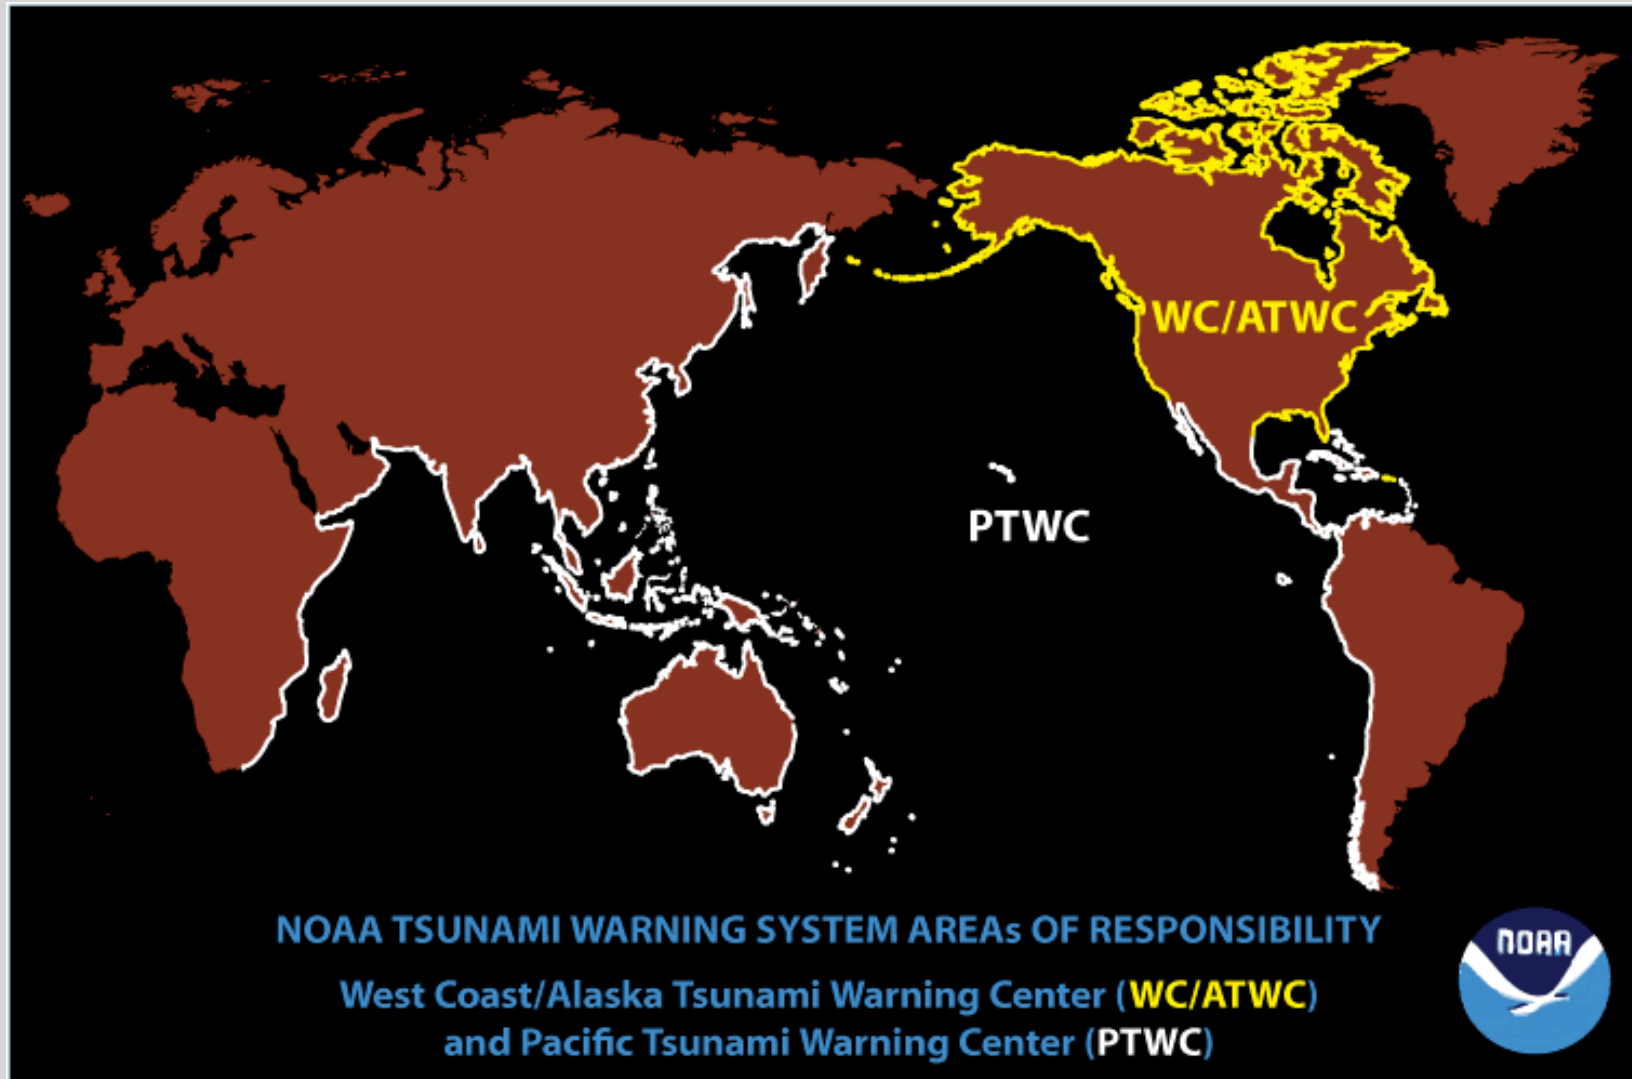 WC/ATWC
PTWC
NOAA TSUNAMI WARNING SYSTEM AREAs OF RESPONSIBILITY
NOAA
West Coast/Alaska Tsunami Warning Center (WC/ATWC)
and Pacific Tsunami Warning Center (PTWC)